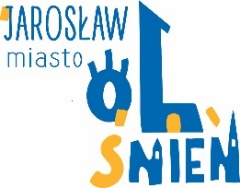 JAROSŁAW
miasto
OL
ŚNIEŃ